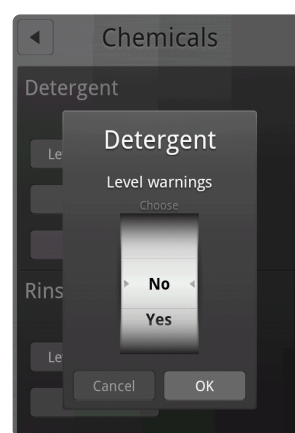 Chemicals
Detergent
Detergent
Level warnings
Le
Choose
No
Rins
Yes
Le
Cancel
OK